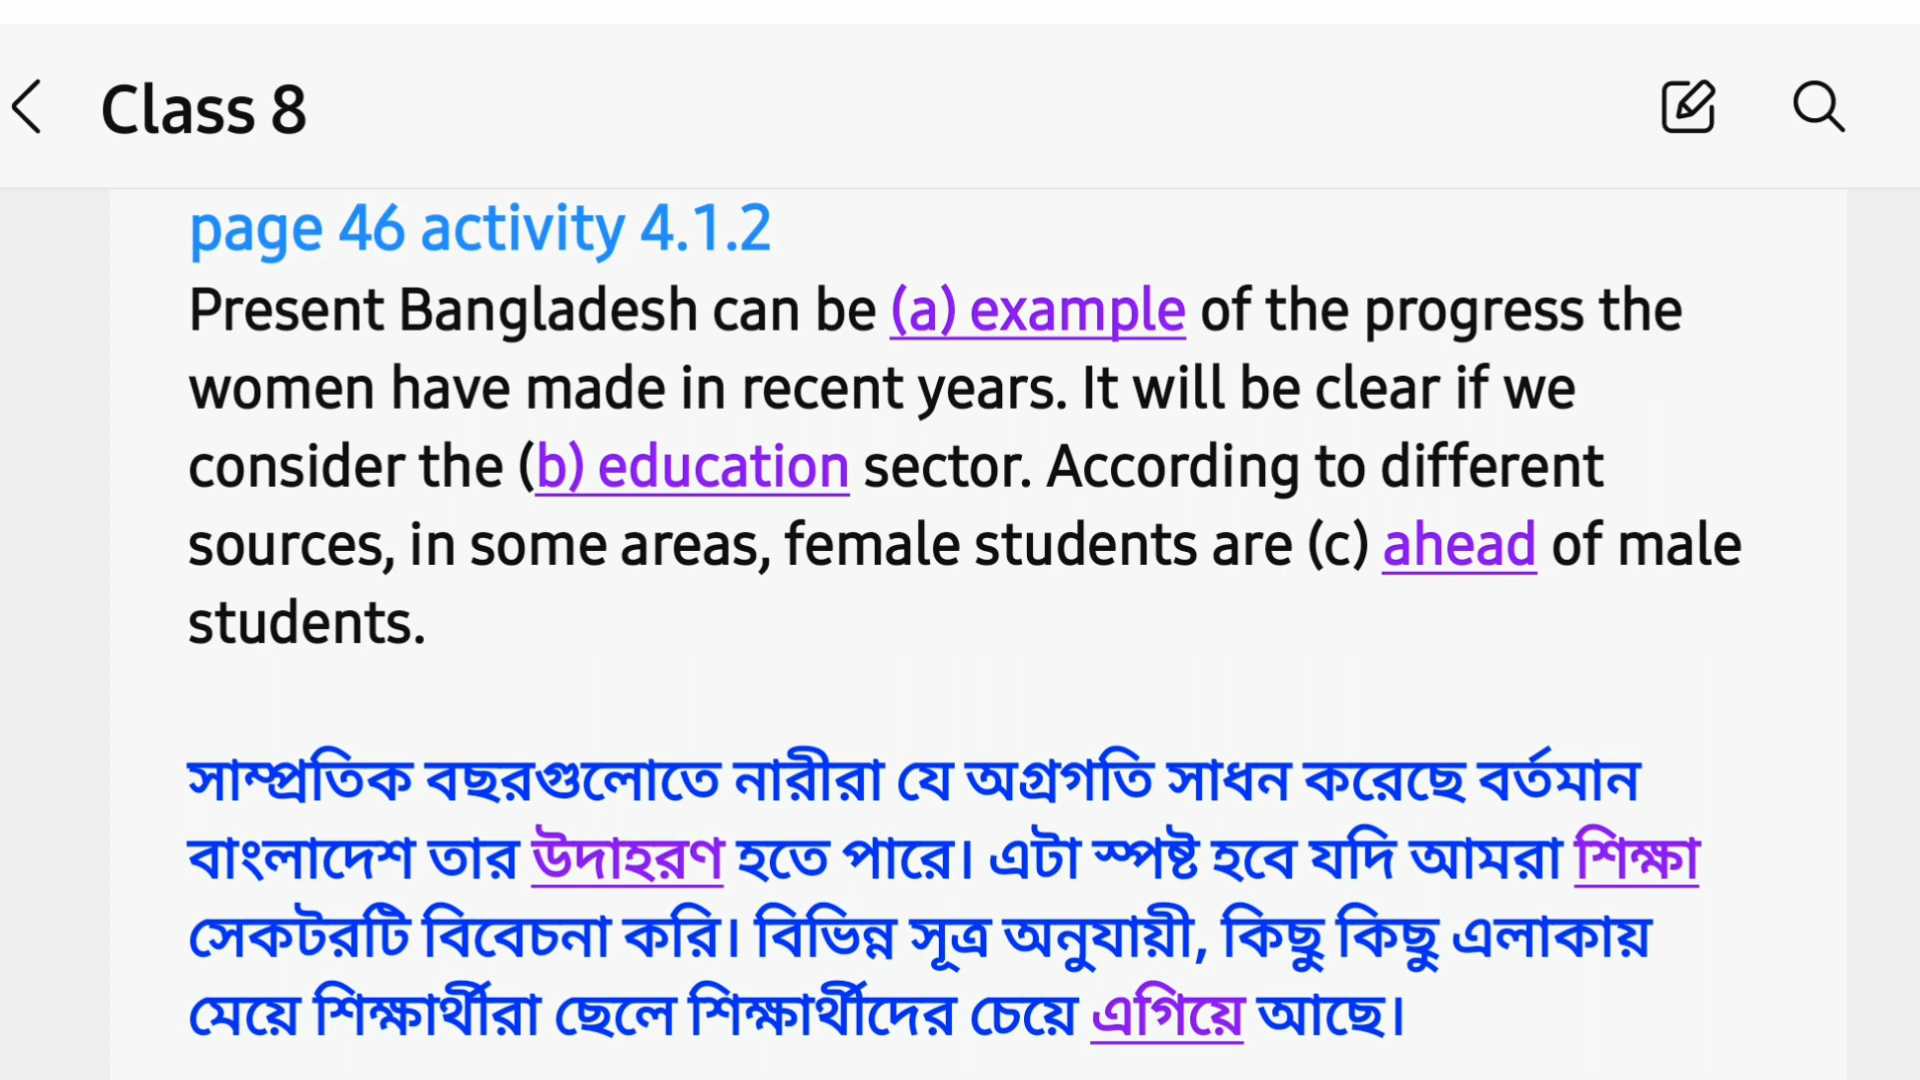 Class 8
page 46 activity 4.1.2
Present Bangladesh can be (a) example of the progress the
women have made in recent years. It will be clear if we
consider the (b) education sector. According to different
sources, in some areas, female students are (c) ahead of male
students.
সাম্প্রতিক বছরগুলোতে নারীরা যে অগ্রগতি সাধন করেছে বর্তমান
বাংলাদেশ তার উদাহরণ হতে পারে। এটা স্পষ্ট হবে যদি আমরা শিক্ষা
সেকটরটি বিবেচনা করি। বিভিন্ন সূত্র অনুযায়ী, কিছু কিছু এলাকায়
মেয়ে শিক্ষার্থীরা ছেলে শিক্ষার্থীদের চেয়ে এগিয়ে আছে।